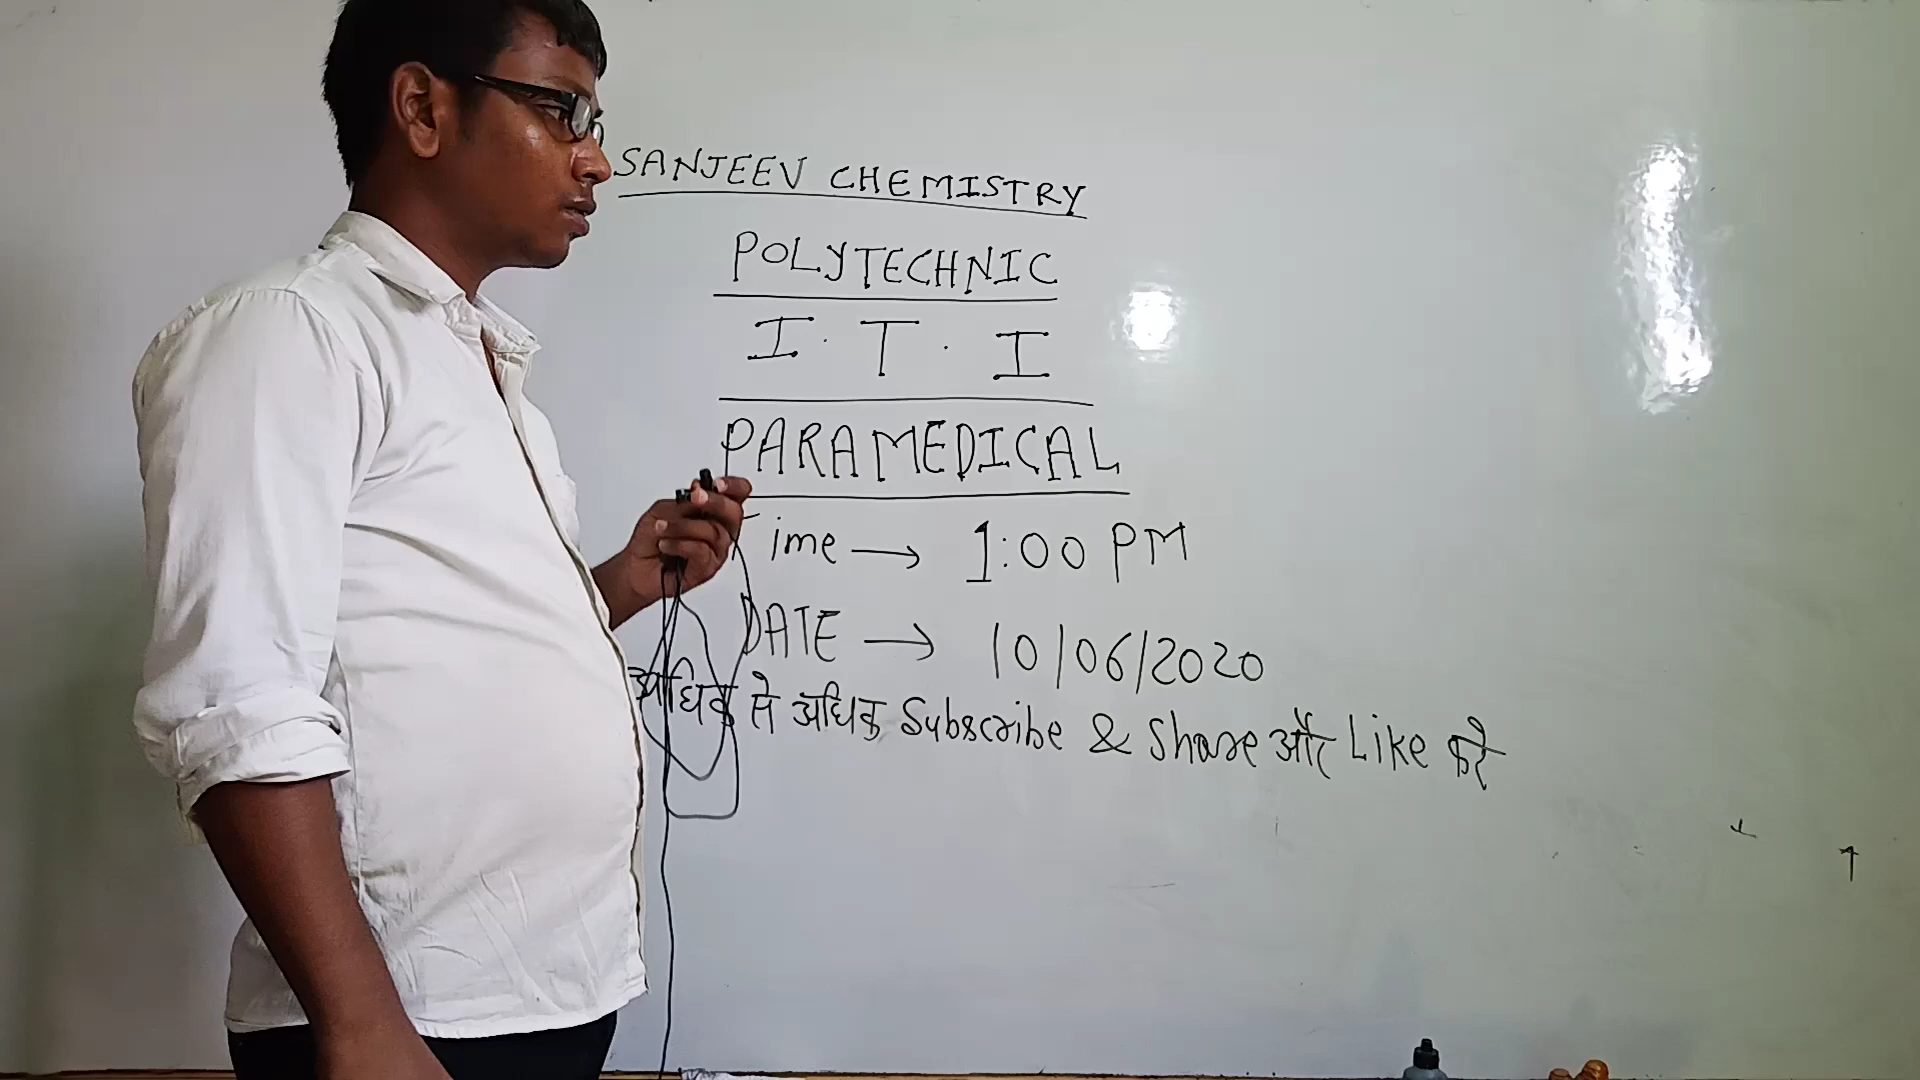 SANJEEV CHEMISTRY
POLYTECHNIC
I.T.I
PARAMEDICAL
Time → 1:00 PM
DATE → 10/06/2020
अधिक से अधिक Subscribe & Share और Like करे